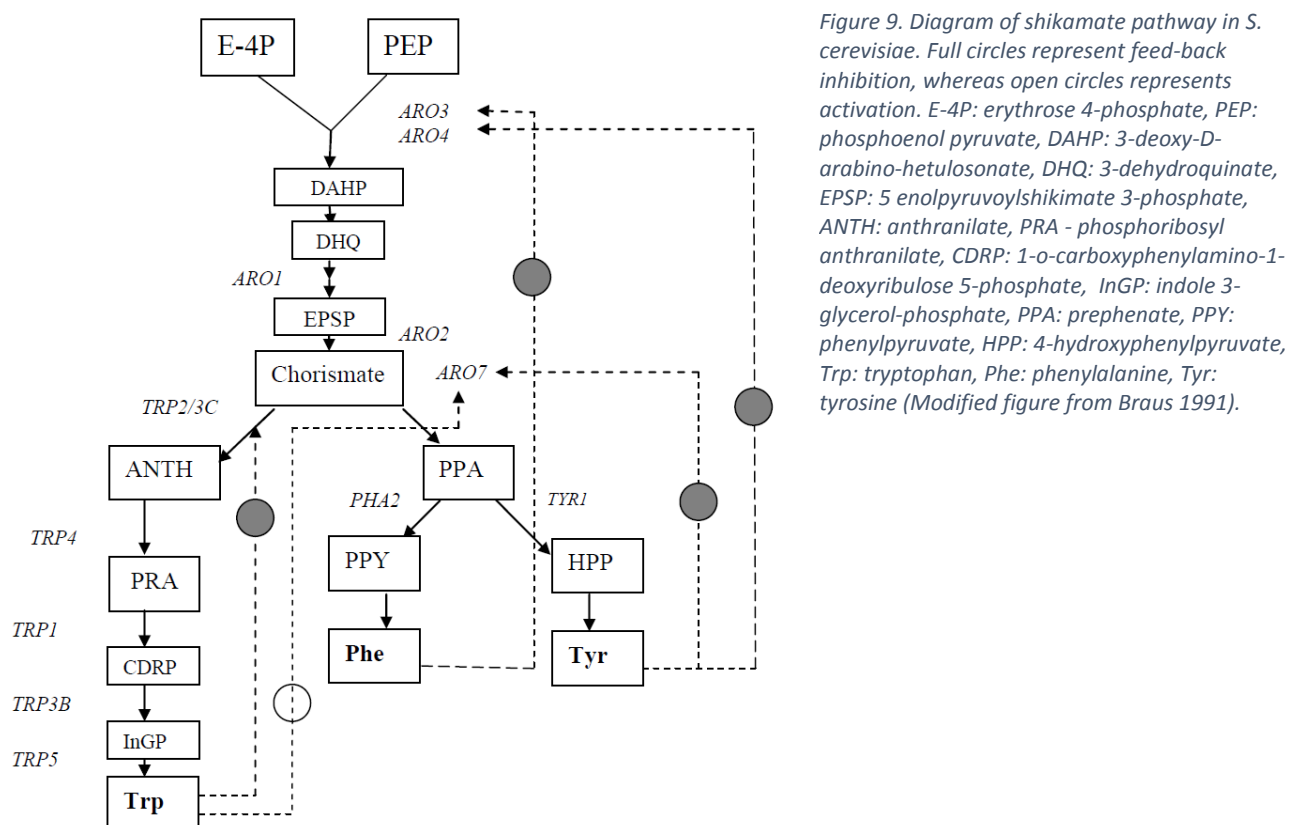 E-4P
PEP
ARO3
ARO4
DAHP
DHQ
ARO1
EPSP
ARO2
Chorismate
ARO7
TRP2/3C
ANTH
PPA
PHA2
TYR1
TRP4
PPY
HPP
PRA
TRP1
Phe
Tyr
CDRP
TRP3B
InGP
TRP5
Trp
Figure 9. Diagram of shikamate pathway in S.
cerevisiae. Full circles represent feed-back
inhibition, whereas open circles represents
activation. E-4P: erythrose 4-phosphate, PEP:
phosphoenol pyruvate, DAHP: 3-deoxy-D-
arabino-hetulosonate, DHQ: 3-dehydroquinate,
EPSP: 5 enolpyruvoylshikimate 3-phosphate,
ANTH: anthranilate, PRA - phosphoribosyl
anthranilate, CDRP: 1-o-carboxyphenylamino-1-
deoxyribulose 5-phosphate, InGP: indole 3-
glycerol-phosphate, PPA: prephenate, PPY:
phenylpyruvate, HPP: 4-hydroxyphenylpyruvate,
Trp: tryptophan, Phe: phenylalanine, Tyr:
tyrosine (Modified figure from Braus 1991).